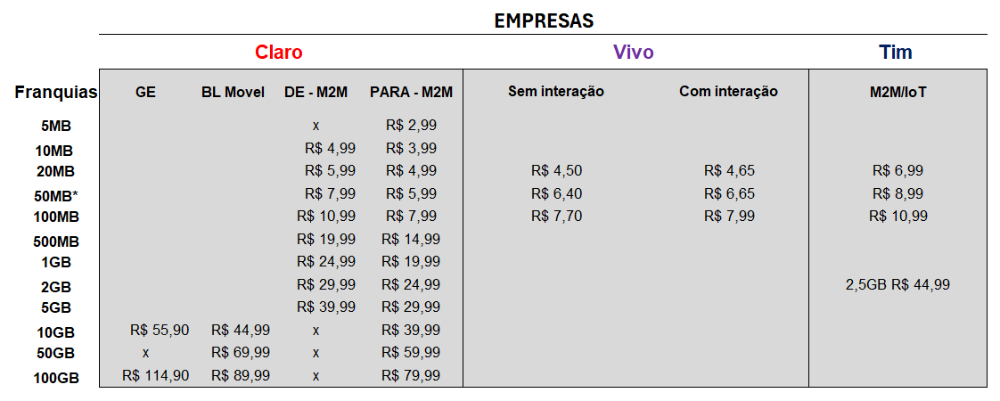 EMPRESAS
Claro Vivo Tim
Franquias GE BL Movel DE - M2M PARA - M2M Sem interação Com interação M2M/IoT
5MB x R$ 2,99
10MB R$ 4,99 R$ 3,99
20MB R$ 5,99 R$ 4,99 R$ 4,50 R$ 4,65 R$ 6,99
50MB* R$ 7,99 R$ 5,99 R$ 6,40 R$ 6,65 R$ 8,99
100MB R$ 10,99 R$ 7,99 R$ 7,70 R$ 7,99 R$ 10,99
500MB R$ 19,99 R$ 14,99
1GB R$ 24,99 R$ 19,99
2GB R$ 29,99 R$ 24,99 2,5GB R$ 44,99
5GB R$ 39,99 R$ 29,99
10GB R$ 55,90 R$ 44,99 x R$ 39,99
50GB x R$ 69,99 x R$ 59,99
100GB R$ 114,90 R$ 89,99 x R$ 79,99